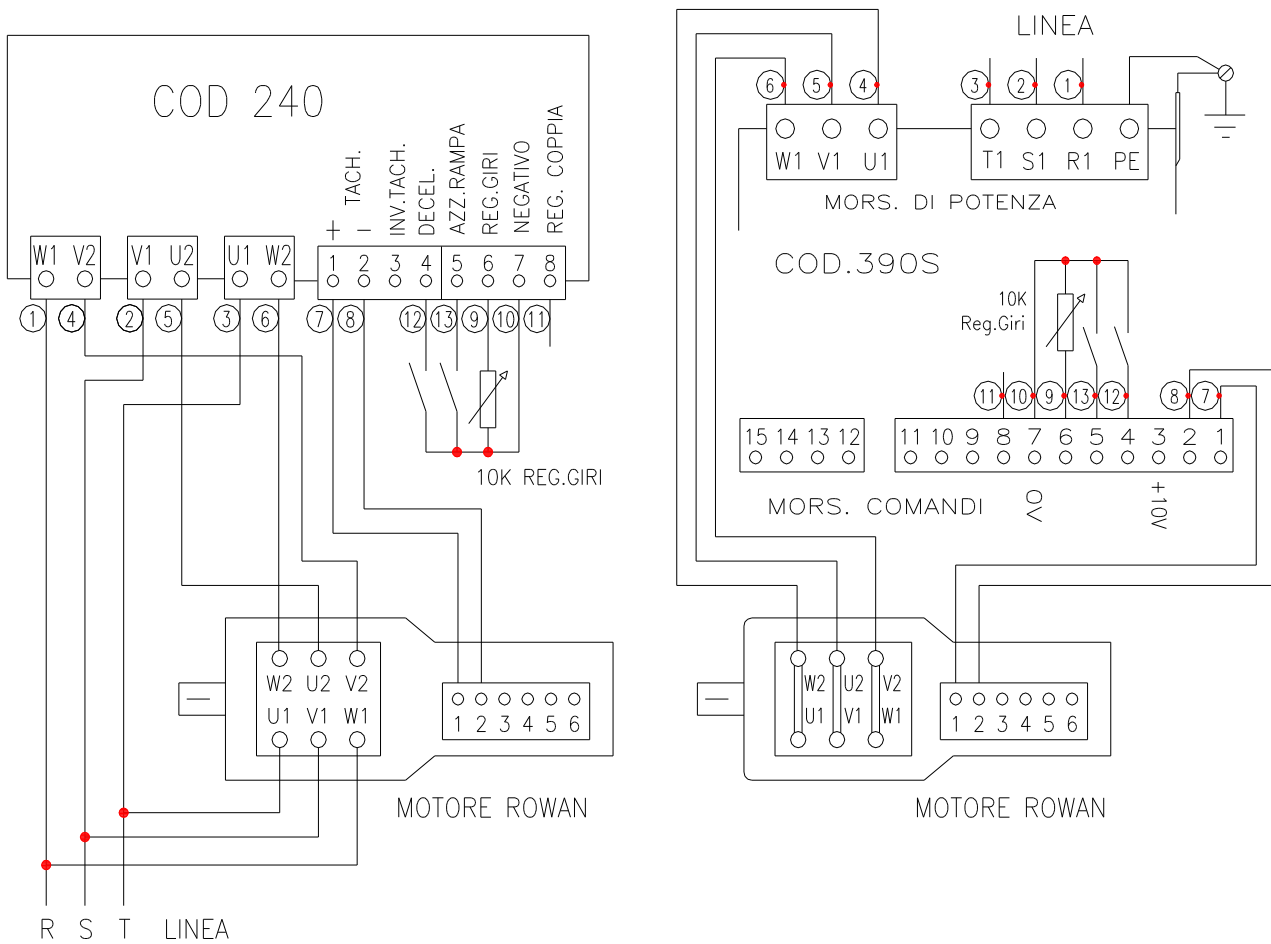 COD 240
TACH.
INV.TACH.
DECEL.
AZZ.RAMPA
REG.GIRI
NEGATIVO
REG. COPPIA
+ −
W1 V2 V1 U2 U1 W2 1 2 3 4 5 6 7 8
1 4 2 5 3 6 7 8 12 13 9 10 11
10K REG.GIRI
W2 U2 V2
U1 V1 W1
1 2 3 4 5 6
MOTORE ROWAN
R S T LINEA
LINEA
6 5 4 3 2 1
W1 V1 U1 T1 S1 R1 PE
MORS. DI POTENZA
COD.390S
10K
Reg.Giri
11 10 9 13 12 8 7
15 14 13 12 11 10 9 8 7 6 5 4 3 2 1
MORS. COMANDI
0V
+10V
W2 U2 V2
U1 V1 W1
1 2 3 4 5 6
MOTORE ROWAN